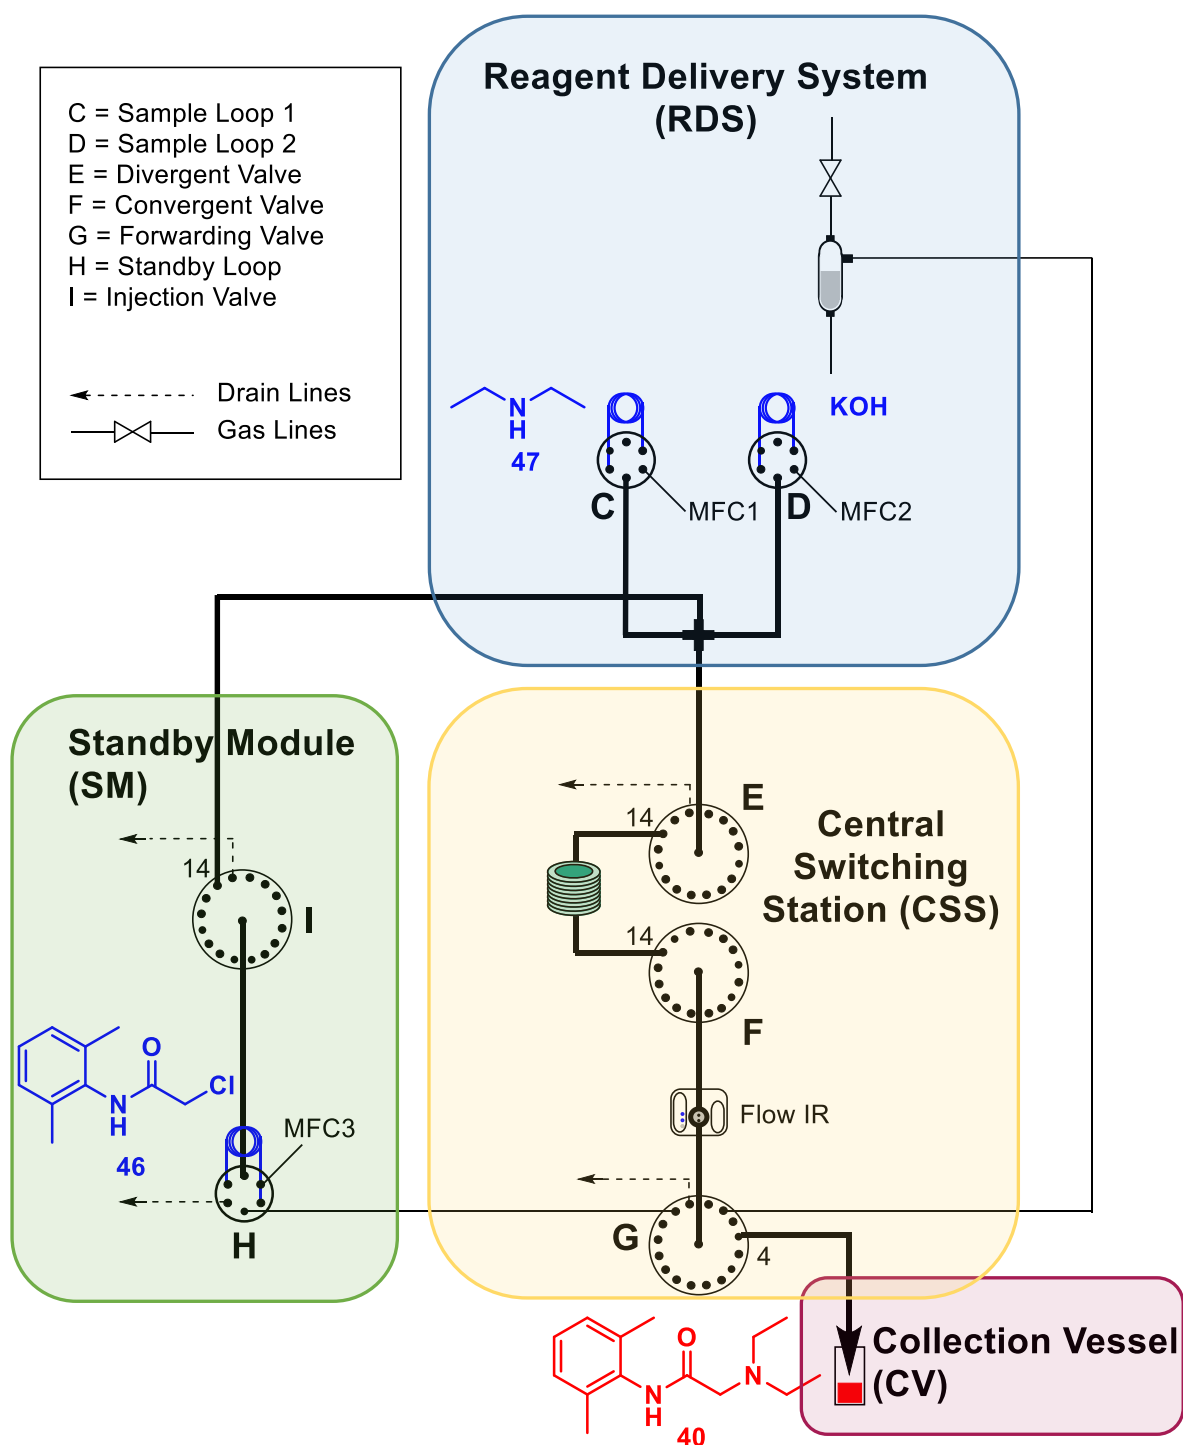 Reagent Delivery System
(RDS)
C = Sample Loop 1
D = Sample Loop 2
E = Divergent Valve
F = Convergent Valve
G = Forwarding Valve
H = Standby Loop
I = Injection Valve
Drain Lines
Gas Lines
N
H
47
KOH
C
MFC1
D
MFC2
Standby Module
(SM)
14
I
E
14
Central
Switching
Station (CSS)
14
F
O
Cl
N
H
46
MFC3
H
Flow IR
G
4
O
N
N
H
40
Collection Vessel
(CV)